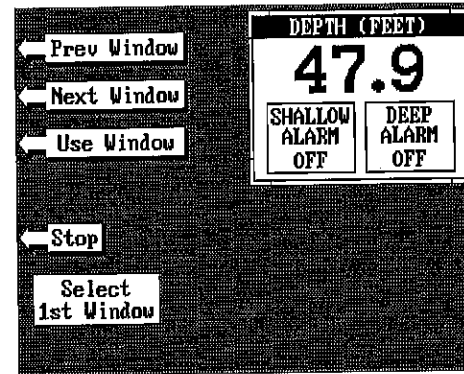 Prev Window
Next Window
Use Window
Stop
Select
1st Window
DEPTH (FEET)
47.9
SHALLOW
ALARM
OFF
DEEP
ALARM
OFF